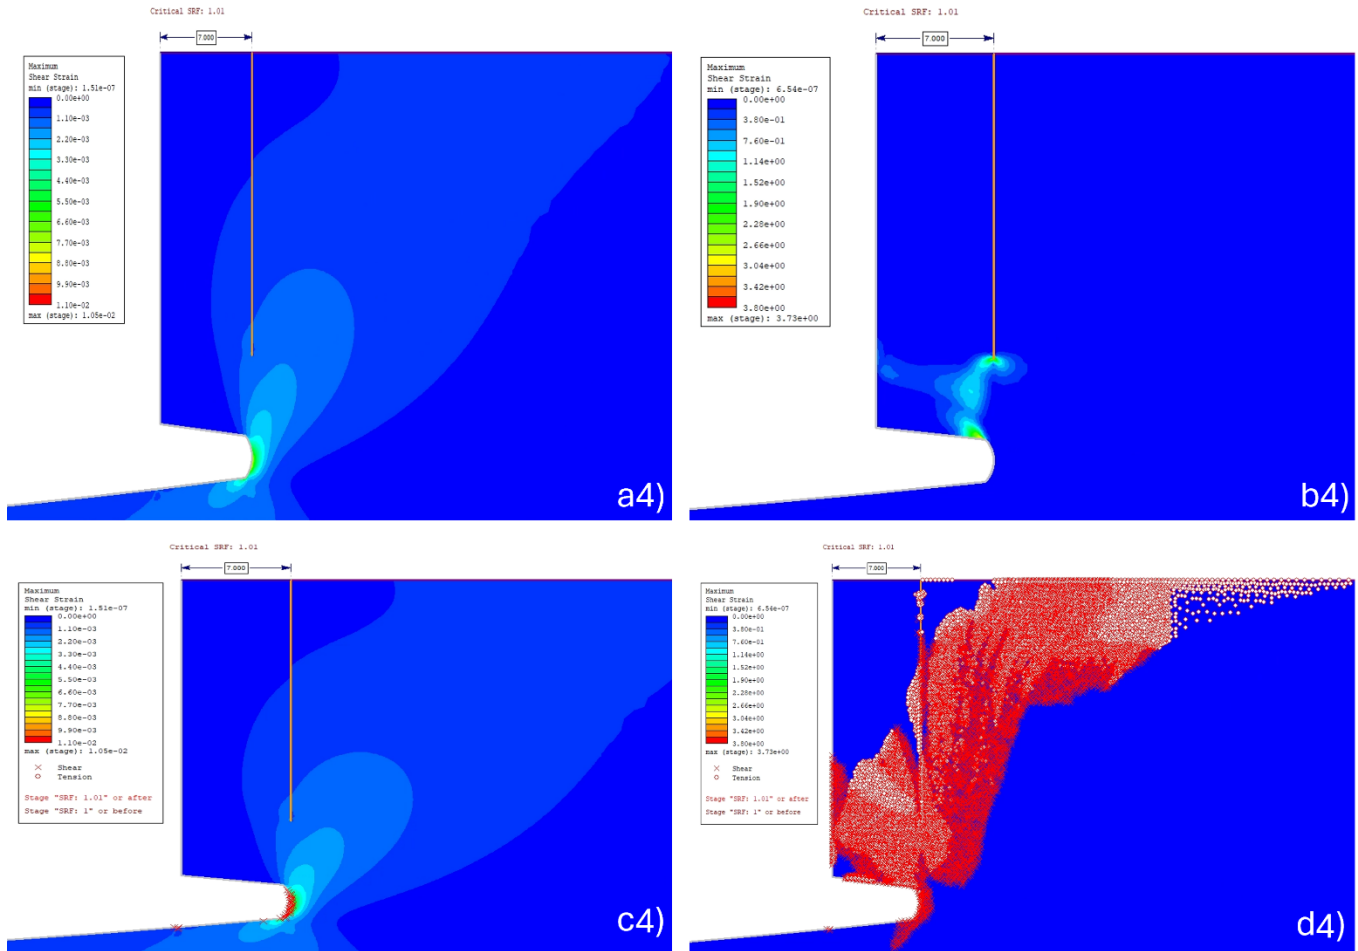 Critical SRF: 1.01
7.000
Maximum
Shear Strain
min (stage): 1.51e-07
0.00e+00
1.10e-03
2.20e-03
3.30e-03
4.40e-03
5.50e-03
6.60e-03
7.70e-03
8.80e-03
9.90e-03
1.10e-02
max (stage): 1.05e-02
a4)
Critical SRF: 1.01
7.000
Maximum
Shear Strain
min (stage): 6.54e-07
0.00e+00
3.80e-01
7.60e-01
1.14e+00
1.52e+00
1.90e+00
2.28e+00
2.66e+00
3.04e+00
3.42e+00
3.80e+00
max (stage): 3.73e+00
b4)
Critical SRF: 1.01
7.000
Maximum
Shear Strain
min (stage): 1.51e-07
0.00e+00
1.10e-03
2.20e-03
3.30e-03
4.40e-03
5.50e-03
6.60e-03
7.70e-03
8.80e-03
9.90e-03
1.10e-02
max (stage): 1.05e-02
Shear
Tension
Stage "SRF: 1.01" or after
Stage "SRF: 1" or before
c4)
Critical SRF: 1.01
7.000
Maximum
Shear Strain
min (stage): 6.54e-07
0.00e+00
3.80e-01
7.60e-01
1.14e+00
1.52e+00
1.90e+00
2.28e+00
2.66e+00
3.04e+00
3.42e+00
3.80e+00
max (stage): 3.73e+00
Shear
Tension
Stage "SRF: 1.01" or after
Stage "SRF: 1" or before
d4)